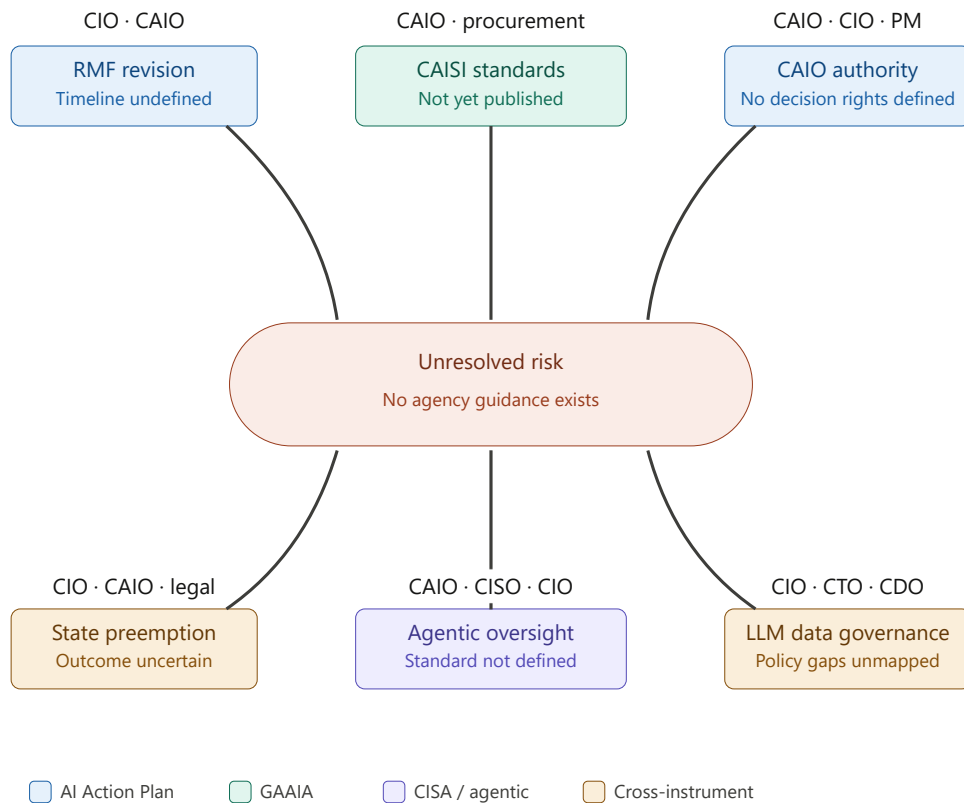 CIO · CAIO
CAIO · procurement
CAIO · CIO · PM
RMF revision
Timeline undefined
CAISI standards
Not yet published
CAIO authority
No decision rights defined
Unresolved risk
No agency guidance exists
CIO · CAIO · legal
CAIO · CISO · CIO
CIO · CTO · CDO
State preemption
Outcome uncertain
Agentic oversight
Standard not defined
LLM data governance
Policy gaps unmapped
AI Action Plan
GAAIA
CISA / agentic
Cross-instrument